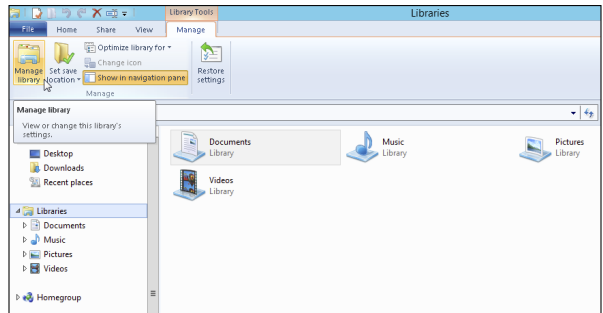 Library Tools
Libraries
File Home Share View Manage
Manage library
Set save location
Optimize library for
Change icon
Show in navigation pane
Restore settings
Manage
Manage library
View or change this library's
settings.
Desktop
Downloads
Recent places
Libraries
Documents
Music
Pictures
Videos
Homegroup
Documents
Library
Music
Library
Pictures
Library
Videos
Library